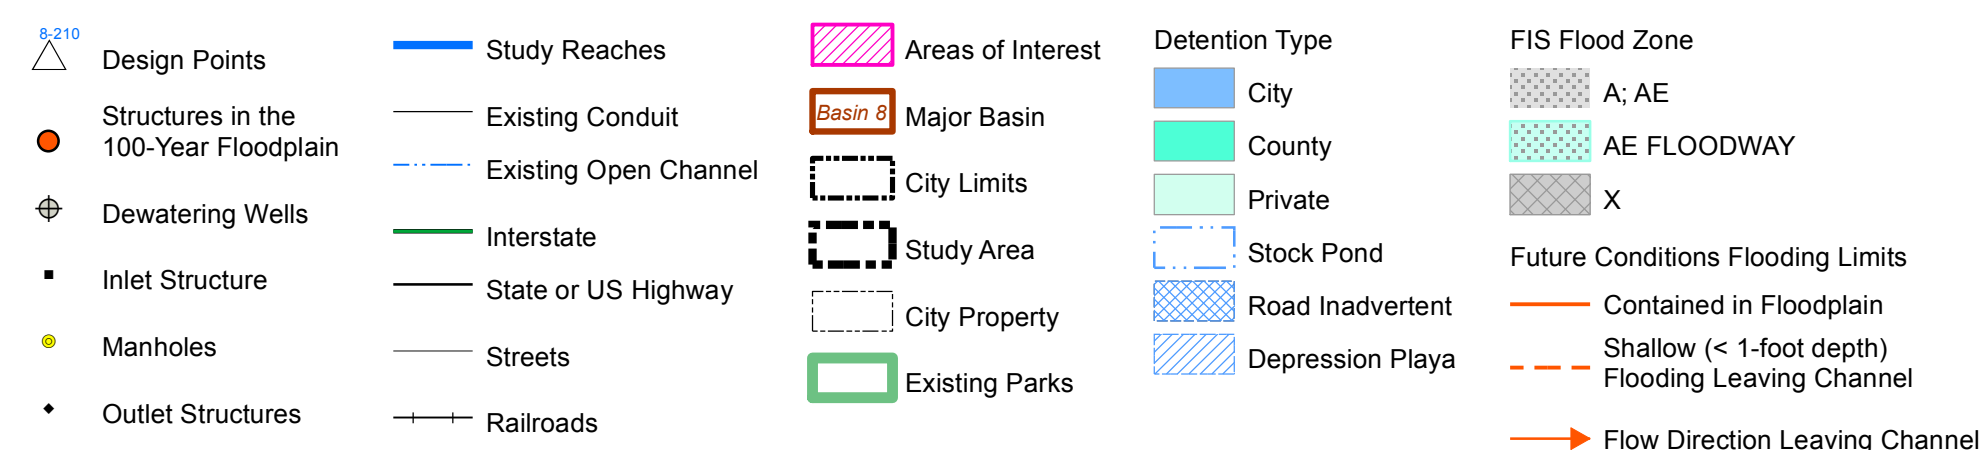 8-210
Design Points
Structures in the
100-Year Floodplain
Dewatering Wells
Inlet Structure
Manholes
Outlet Structures
Study Reaches
Existing Conduit
Existing Open Channel
Interstate
State or US Highway
Streets
Railroads
Areas of Interest
Basin 8
Major Basin
City Limits
Study Area
City Property
Existing Parks
Detention Type
City
County
Private
Stock Pond
Road Inadvertent
Depression Playa
FIS Flood Zone
A; AE
AE FLOODWAY
X
Future Conditions Flooding Limits
Contained in Floodplain
Shallow (< 1-foot depth)
Flooding Leaving Channel
Flow Direction Leaving Channel